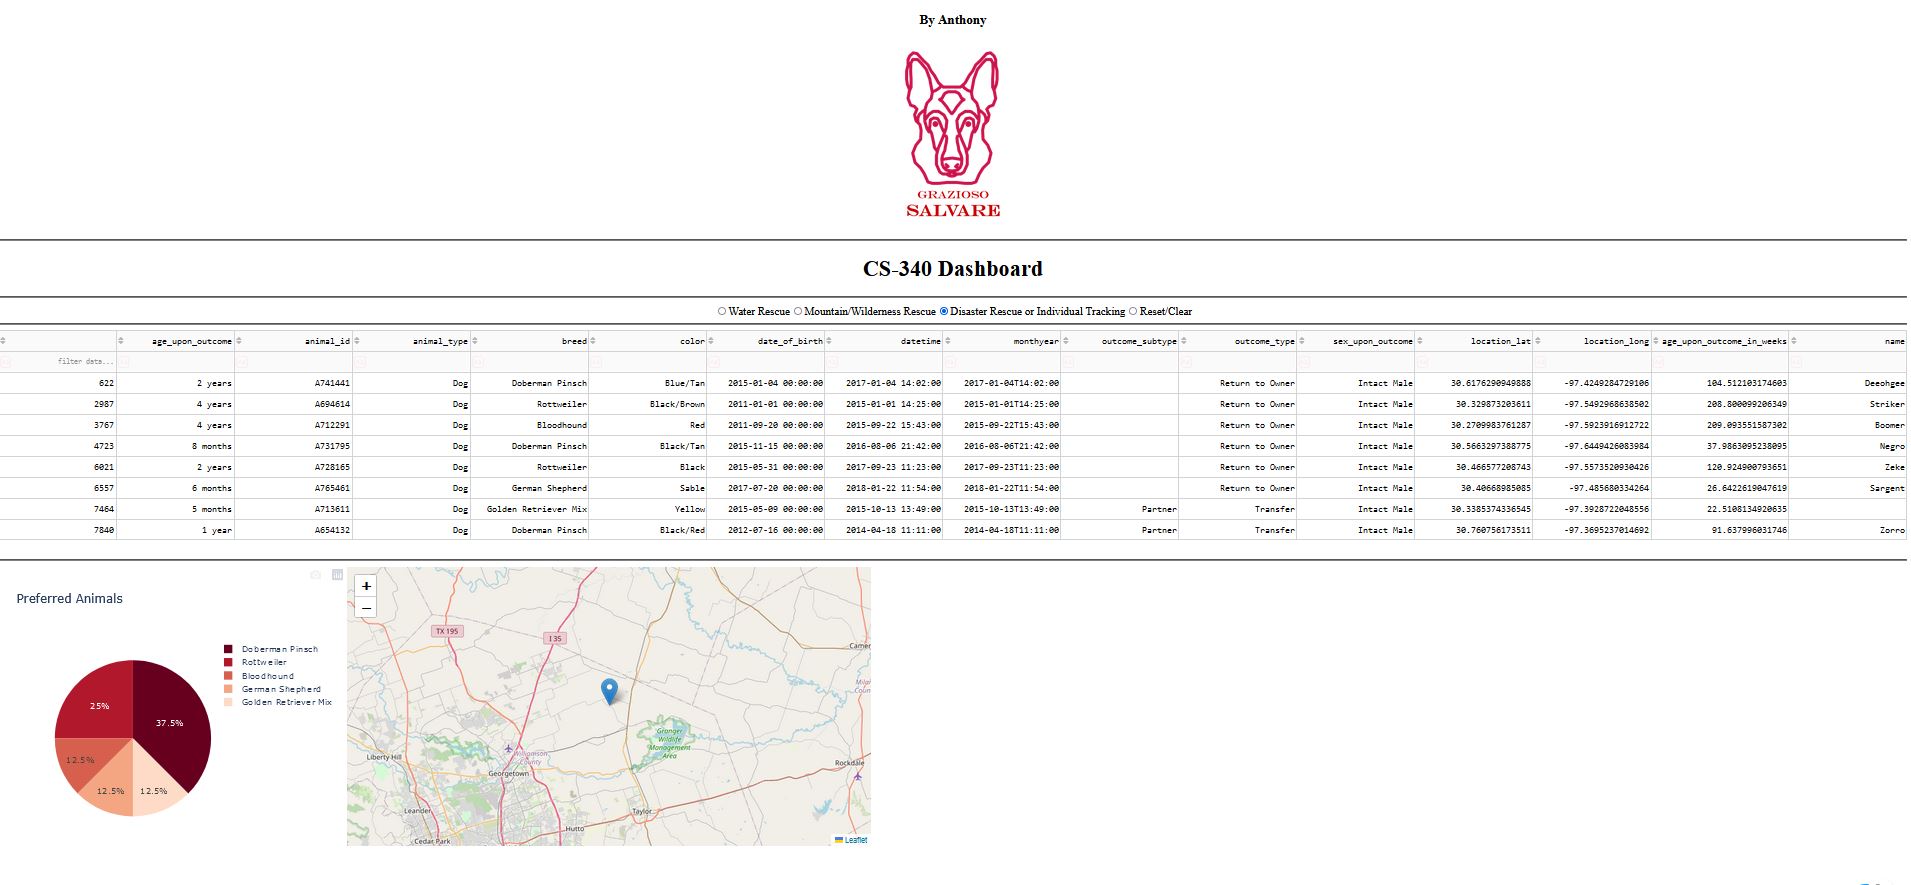 By Anthony
GRAZIOSO
SALVARE
CS-340 Dashboard
Water Rescue Mountain/Wilderness Rescue Disaster Rescue or Individual Tracking Reset/Clear
age_upon_outcome animal_id animal_type breed color date_of_birth datetime monthyear outcome_subtype outcome_type sex_upon_outcome location_lat location_long age_upon_outcome_in_weeks name
filter data...
622 2 years A741441 Dog Doberman Pinsch Blue/Tan 2015-01-04 00:00:00 2017-01-04 14:02:00 2017-01-04T14:02:00 Return to Owner Intact Male 30.6176290949888 -97.4249284729106 104.512103174603 Deeohgee
2987 4 years A694614 Dog Rottweiler Black/Brown 2011-01-01 00:00:00 2015-01-01 14:25:00 2015-01-01T14:25:00 Return to Owner Intact Male 30.329873203611 -97.5492968638502 208.800099206349 Striker
3767 4 years A712291 Dog Bloodhound Red 2011-09-20 00:00:00 2015-09-22 15:43:00 2015-09-22T15:43:00 Return to Owner Intact Male 30.2709983761287 -97.5923916912722 209.093551587302 Boomer
4723 8 months A731795 Dog Doberman Pinsch Black/Tan 2015-11-15 00:00:00 2016-08-06 21:42:00 2016-08-06T21:42:00 Return to Owner Intact Male 30.5663297388775 -97.6449426083984 37.9863095238095 Negro
6021 2 years A728165 Dog Rottweiler Black 2015-05-31 00:00:00 2017-09-23 11:23:00 2017-09-23T11:23:00 Return to Owner Intact Male 30.466577208743 -97.5573520930426 120.924900793651 Zeke
6557 6 months A765461 Dog German Shepherd Sable 2017-07-20 00:00:00 2018-01-22 11:54:00 2018-01-22T11:54:00 Return to Owner Intact Male 30.40668985085 -97.485680334264 26.6422619047619 Sargent
7464 5 months A713611 Dog Golden Retriever Mix Yellow 2015-05-09 00:00:00 2015-10-13 13:49:00 2015-10-13T13:49:00 Partner Transfer Intact Male 30.3385374336545 -97.3928722048556 22.5108134920635
7840 1 year A654132 Dog Doberman Pinsch Black/Red 2012-07-16 00:00:00 2014-04-18 11:11:00 2014-04-18T11:11:00 Partner Transfer Intact Male 30.760756173511 -97.3695237014692 91.637996031746 Zorro
Preferred Animals
Doberman Pinsch
Rottweiler
Bloodhound
German Shepherd
Golden Retriever Mix
25%
37.5%
12.5%
12.5%
12.5%
+
−
TX 195
I 35
Camer
Milar
Coun
Granger
Wildlife
Management
Area
Williamson
County
Liberty Hill
Georgetown
Rockdale
Leander
Taylor
Hutto
Cedar Park
Leaflet